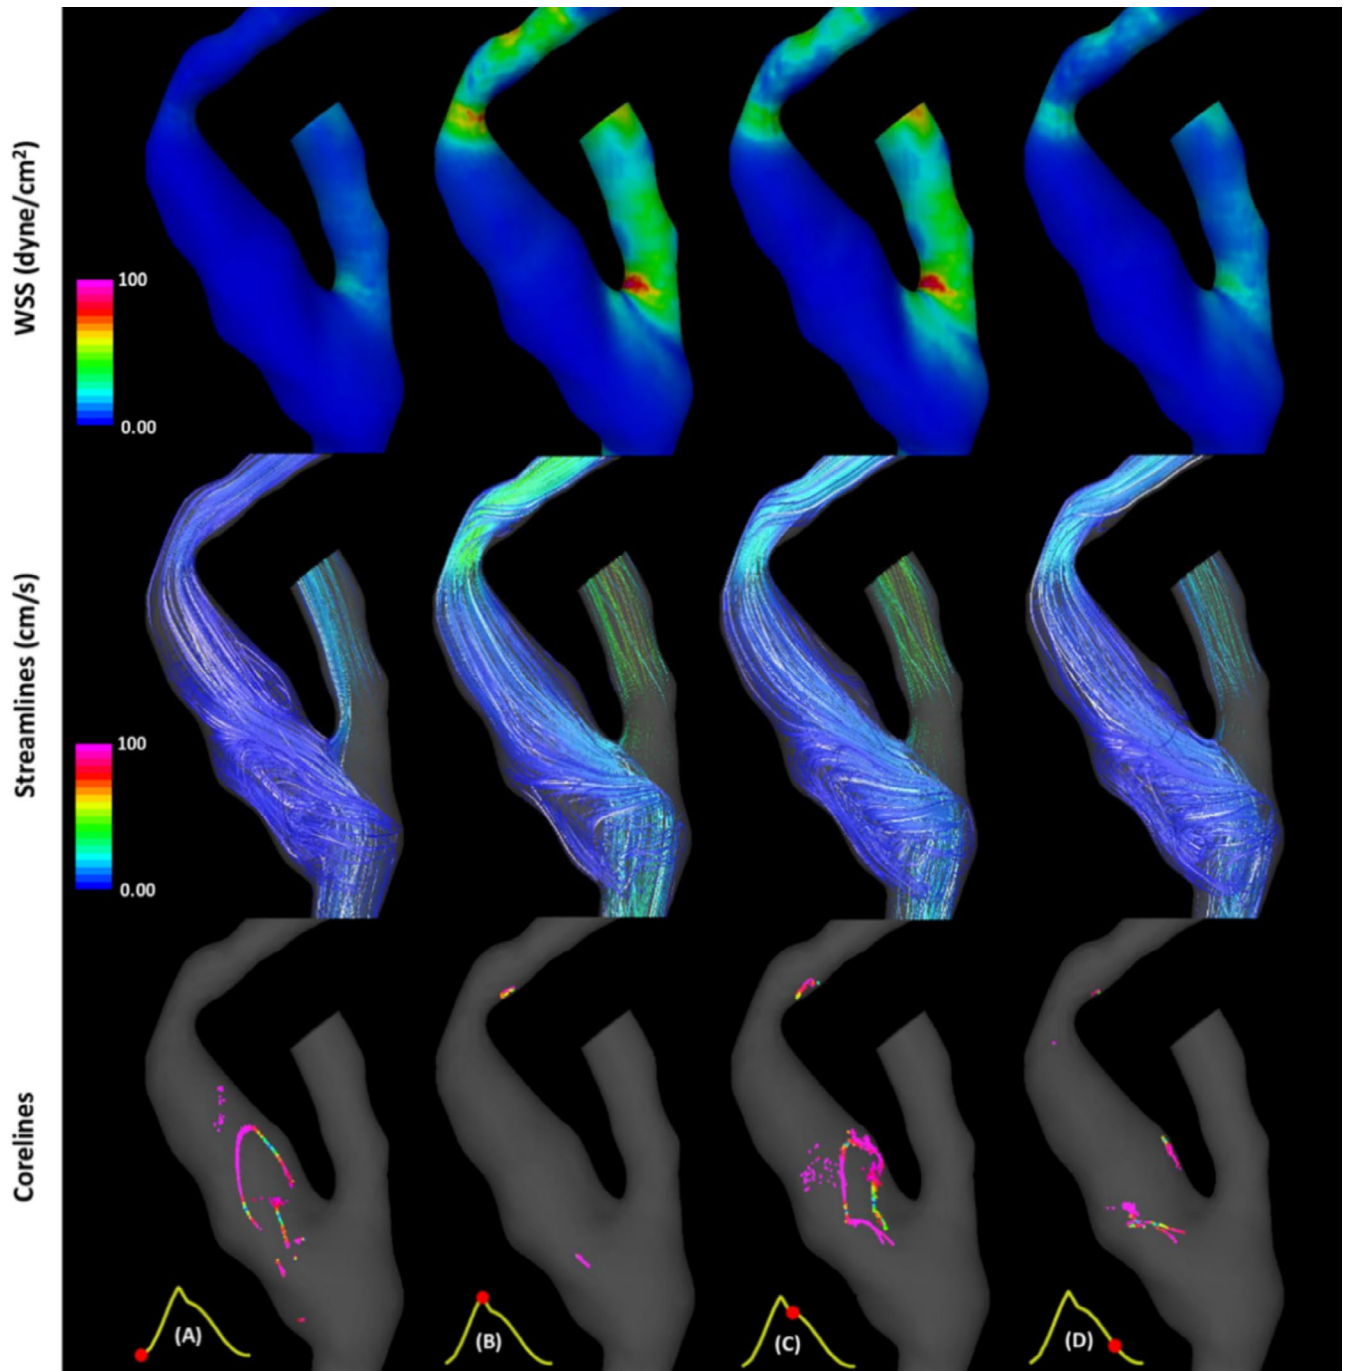 WSS (dyne/cm²)
100
0.00
Streamlines (cm/s)
100
0.00
Corelines
(A)
(B)
(C)
(D)